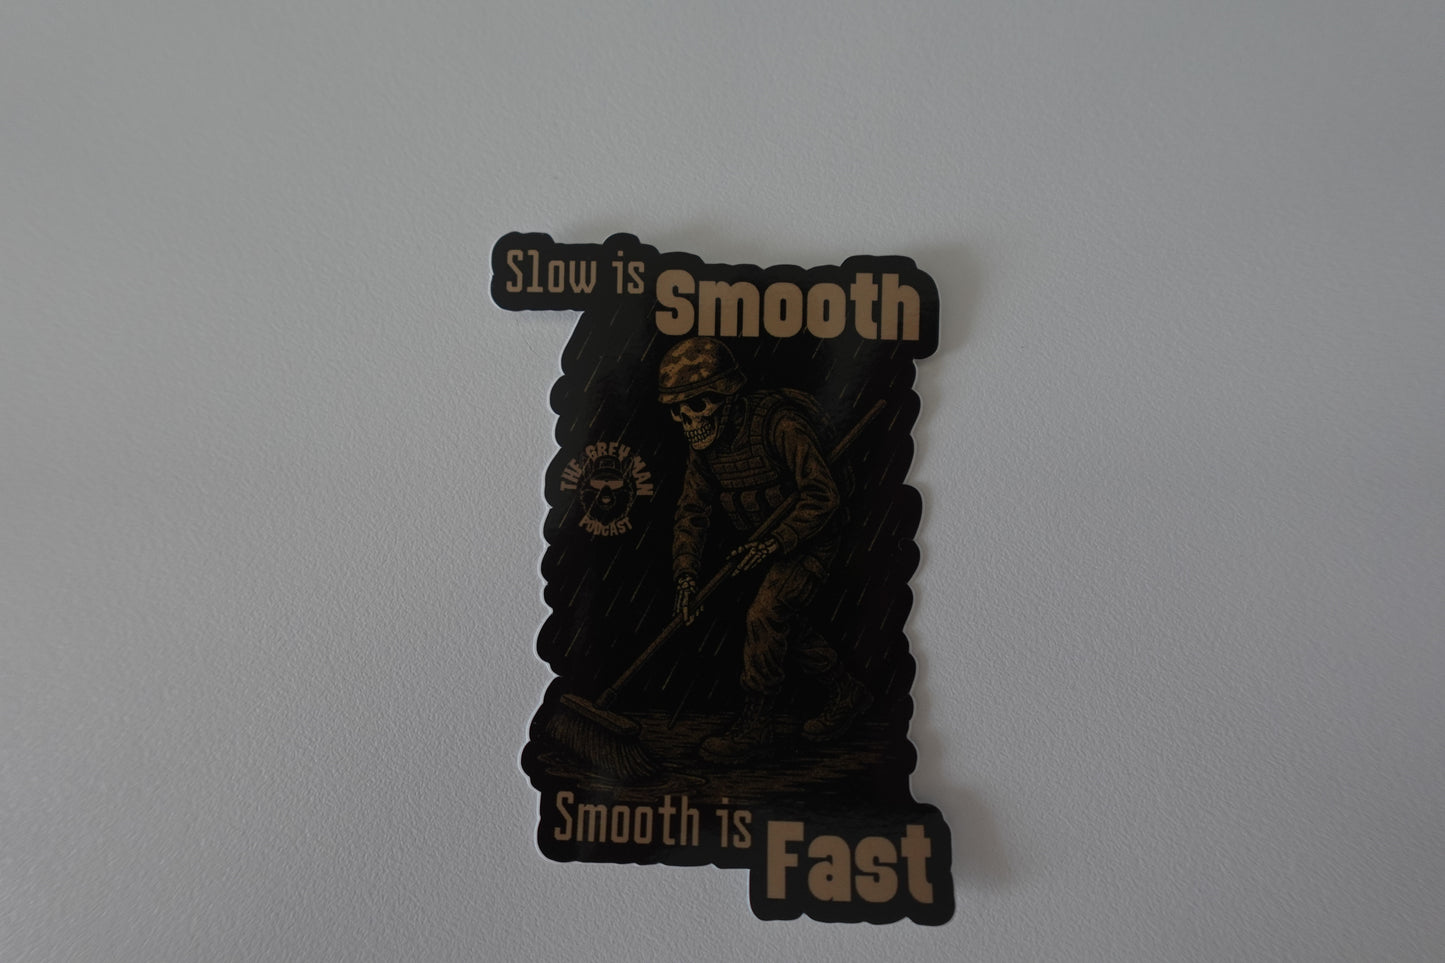 Slow is
Smooth
THE GREY MAN
PODCAST
Smooth is
Fast